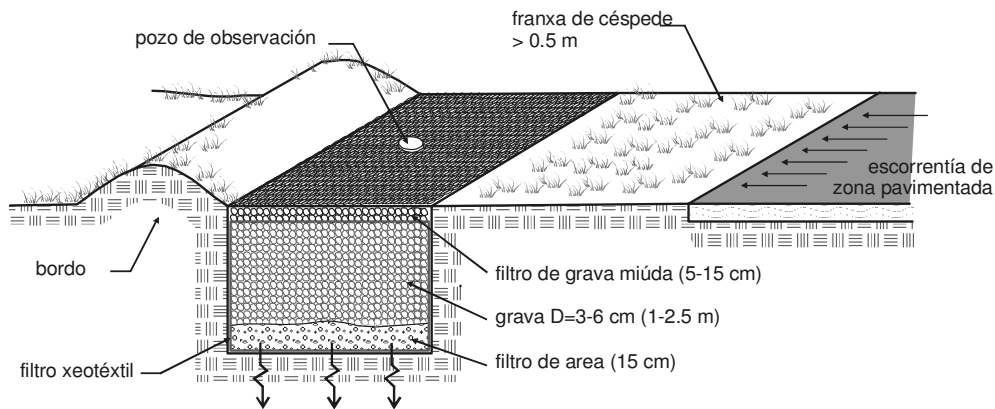 franxa de céspede
> 0.5 m
pozo de observación
escorrentía de
zona pavimentada
bordo
filtro de grava miúda (5-15 cm)
grava D=3-6 cm (1-2.5 m)
filtro xeotéxtil
filtro de area (15 cm)